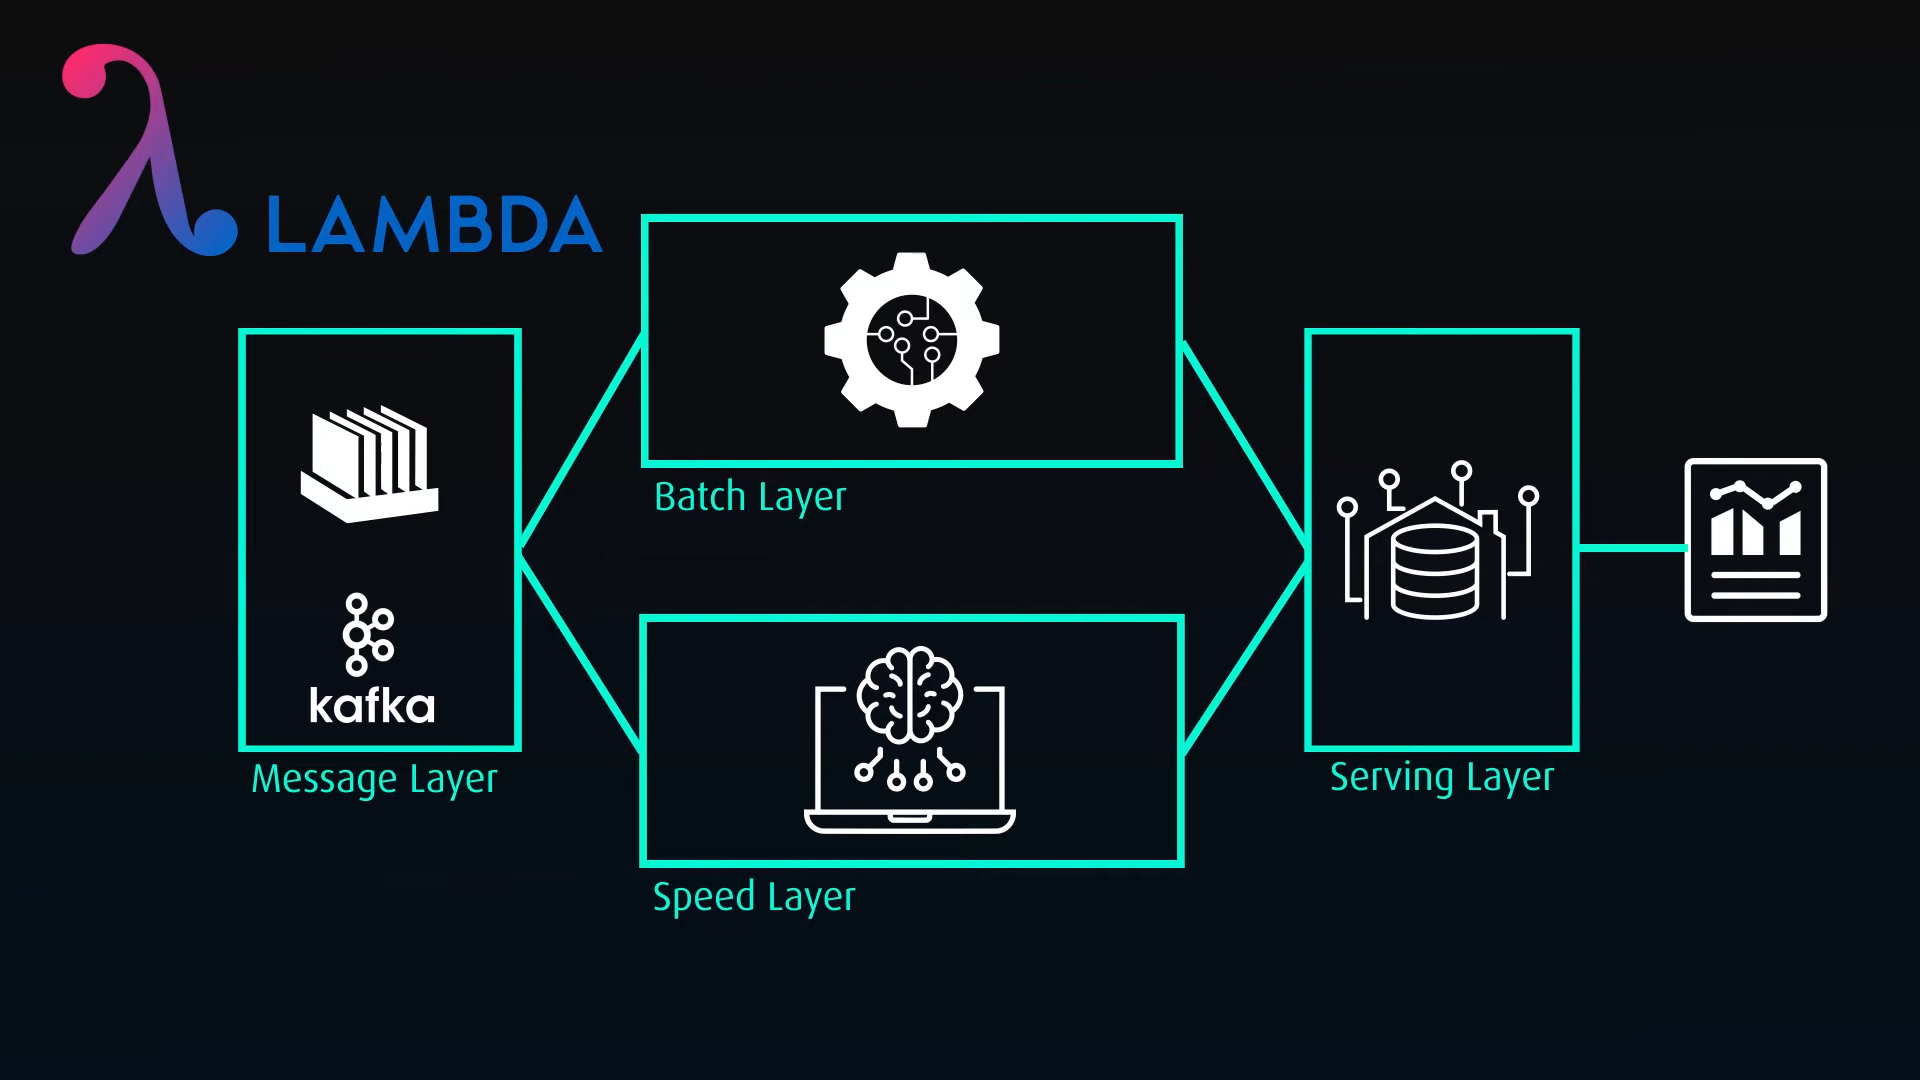 LAMBDA
Batch Layer
kafka
Message Layer
Serving Layer
Speed Layer